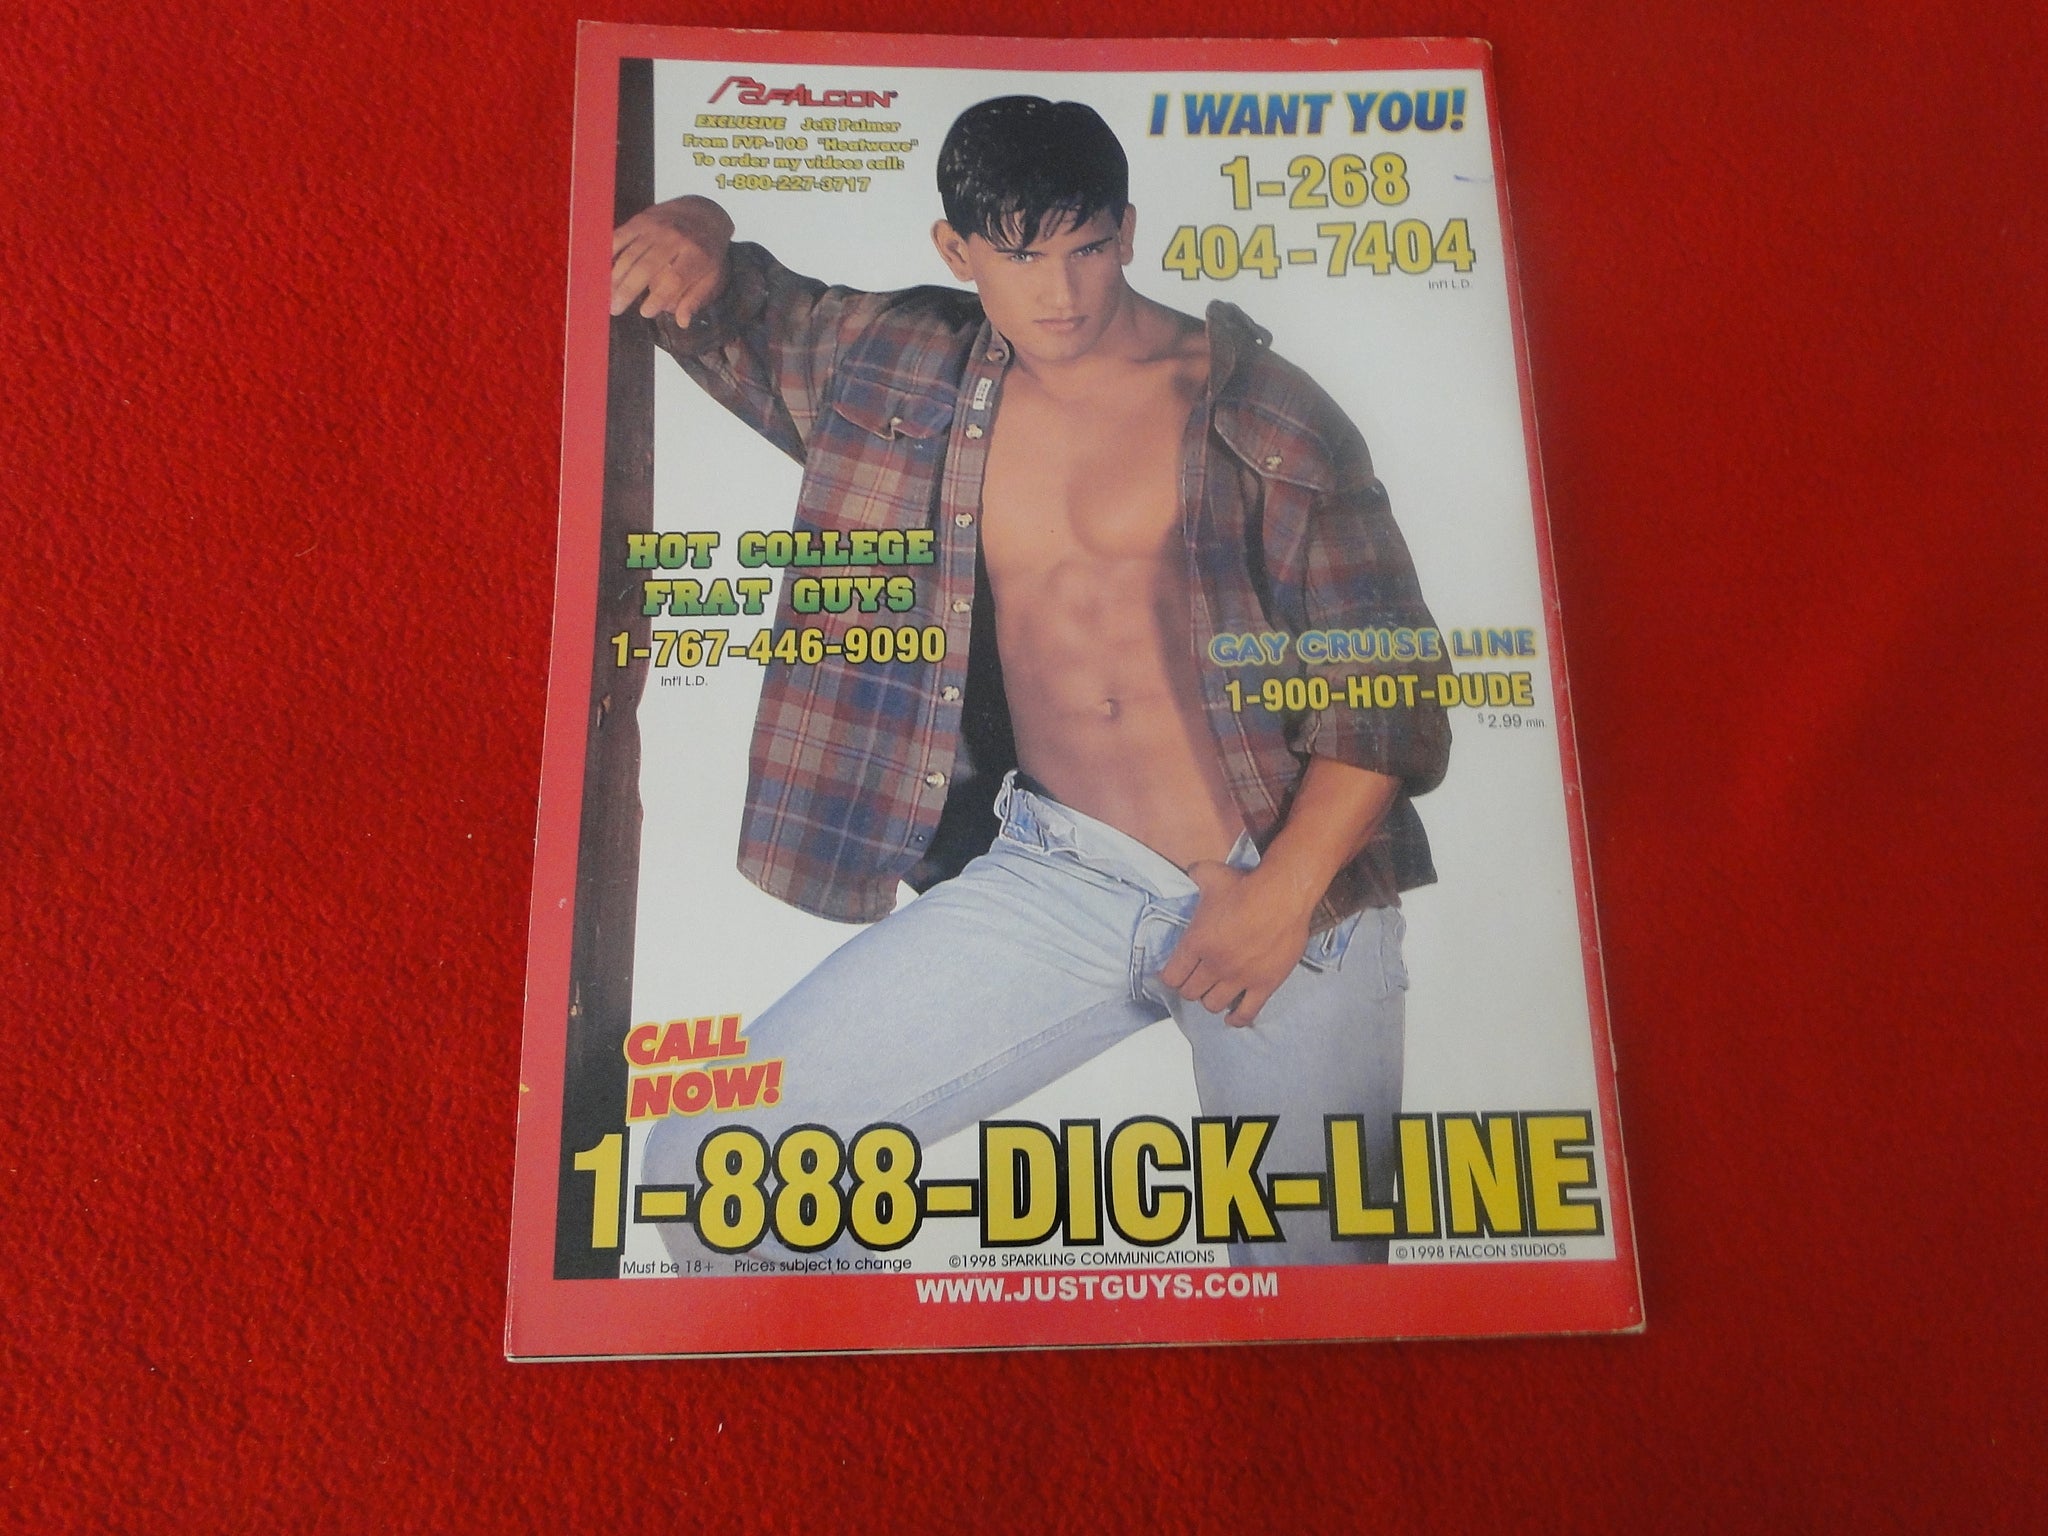 FALCON®
EXCLUSIVE Jeff Palmer
From FVP-108 "Heatwave"
To order my videos call:
1-800-227-3717
I WANT YOU!
1-268
404-7404
Int'l L.D.
HOT COLLEGE
FRAT GUYS
1-767-446-9090
Int'l L.D.
GAY CRUISE LINE
1-900-HOT-DUDE
$2.99 min.
CALL
NOW!
1-888-DICK-LINE
Must be 18+ Prices subject to change ©1998 SPARKLING COMMUNICATIONS ©1998 FALCON STUDIOS
WWW.JUSTGUYS.COM